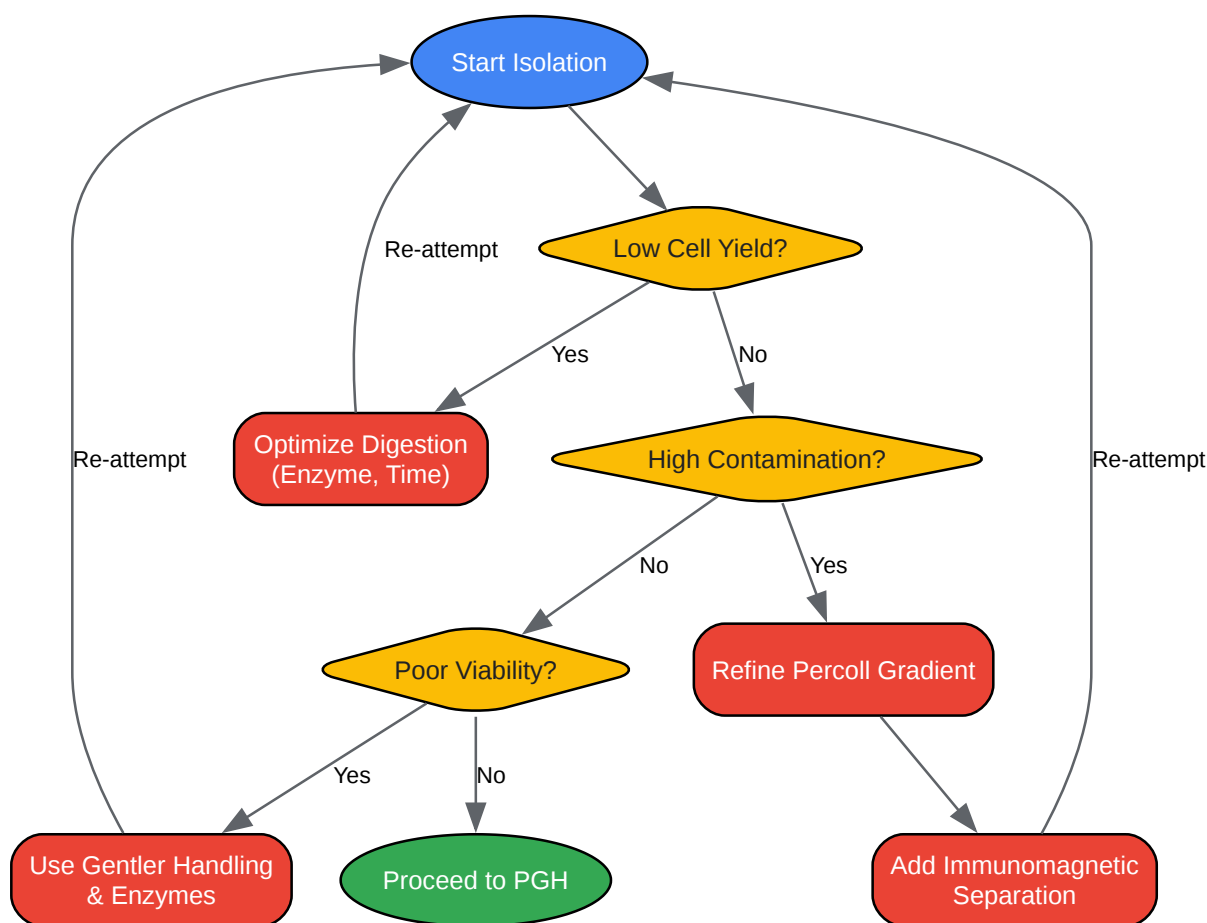 Start Isolation
Low Cell Yield?
Re-attempt
Yes
No
Optimize Digestion
(Enzyme, Time)
High Contamination?
Re-attempt
Re-attempt
No
Yes
Poor Viability?
Refine Percoll Gradient
Yes
No
Use Gentler Handling
& Enzymes
Proceed to PGH
Add Immunomagnetic
Separation